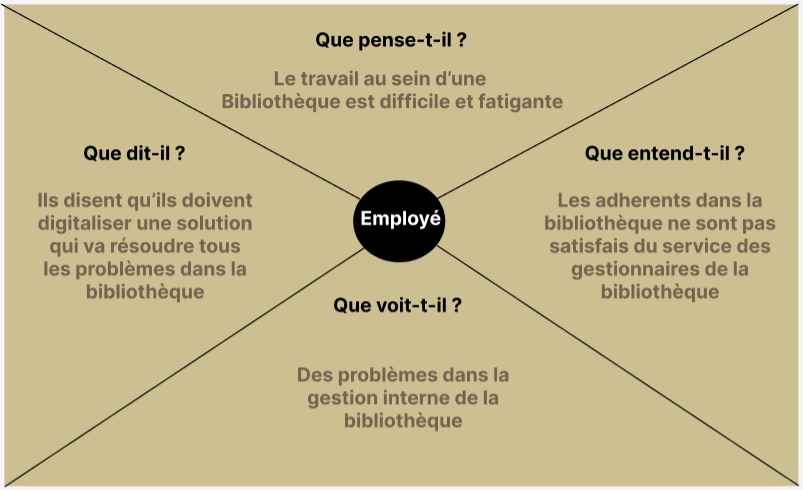 Que pense-t-il ?
Le travail au sein d'une
Bibliothèque est difficile et fatigante
Que dit-il ?
Ils disent qu'ils doivent
digitaliser une solution
qui va résoudre tous
les problèmes dans la
bibliothèque
Employé
Que entend-t-il ?
Les adherents dans la
bibliothèque ne sont pas
satisfais du service des
gestionnaires de la
bibliothèque
Que voit-t-il ?
Des problèmes dans la
gestion interne de la
bibliothèque